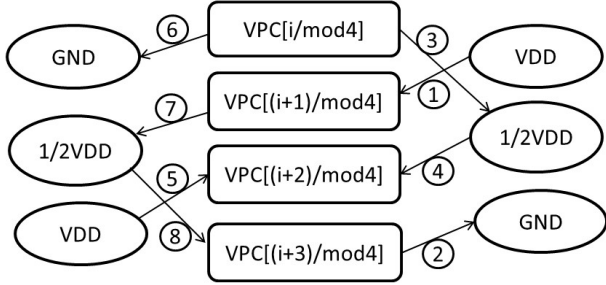 GND
⑥
VPC[i/mod4]
③
VDD
①
VPC[(i+1)/mod4]
⑦
1/2VDD
⑤
VPC[(i+2)/mod4]
④
1/2VDD
VDD
⑧
VPC[(i+3)/mod4]
②
GND